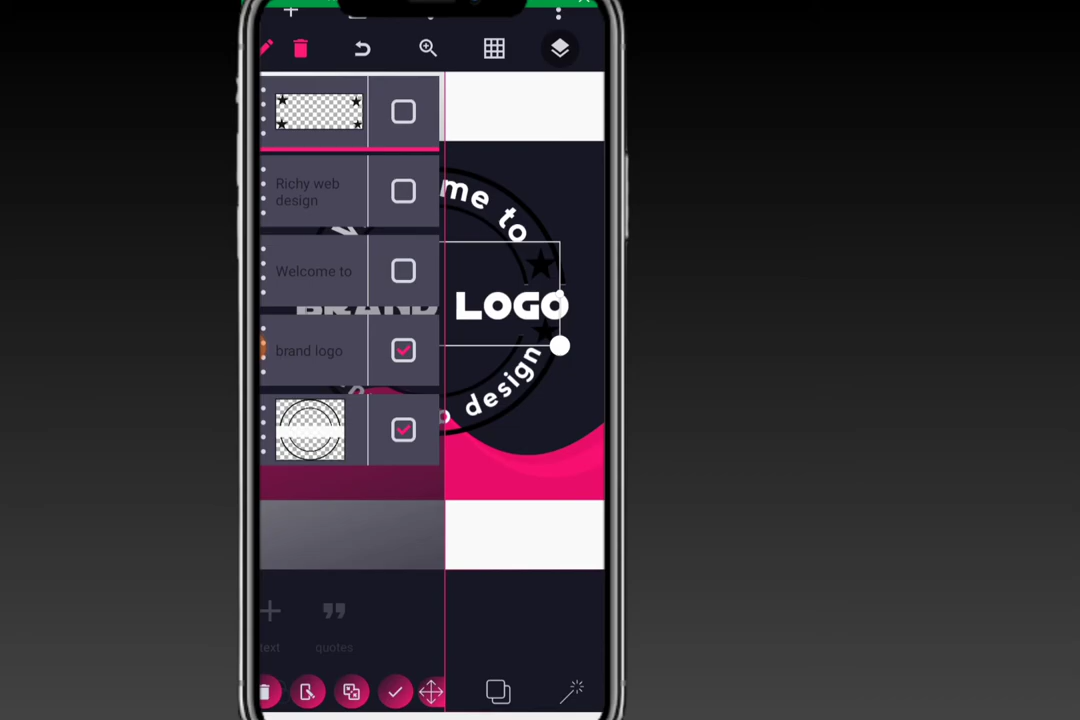 Richy web
design
Welcome to
brand logo
me to
BRAND LOGO
o design
text
quotes